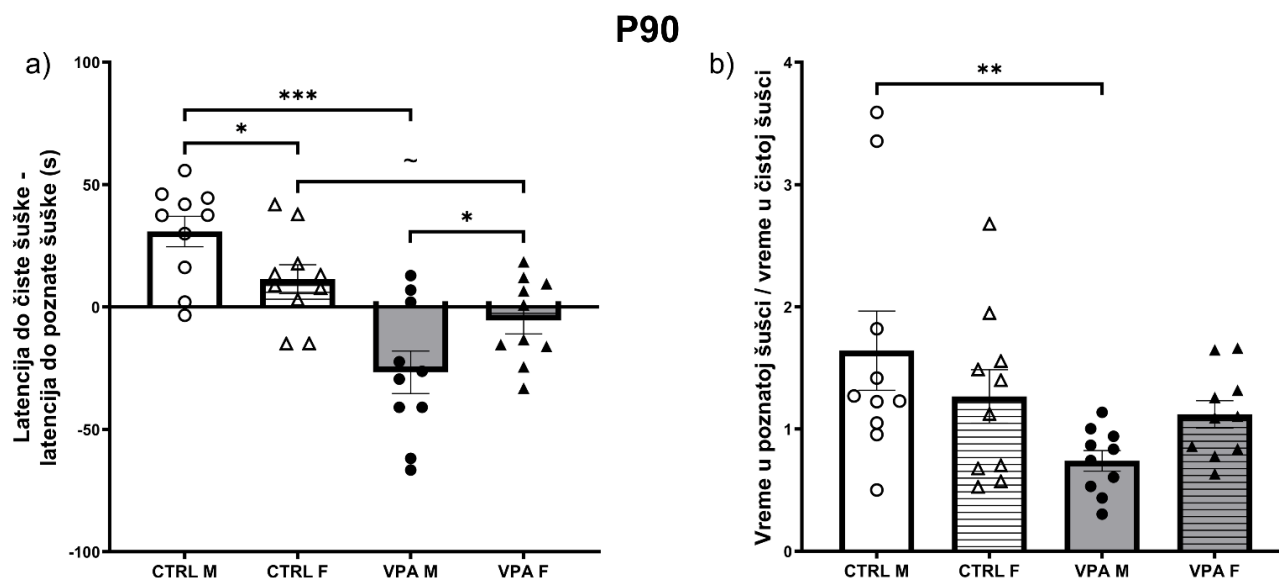 P90
a)
Latencija do čiste šuške -
latencija do poznate šuške (s)
100
50
0
-50
-100
***
*
~
*
CTRL M
CTRL F
VPA M
VPA F
b)
Vreme u poznatoj šušci / vreme u čistoj šušci
4
3
2
1
0
**
CTRL M
CTRL F
VPA M
VPA F